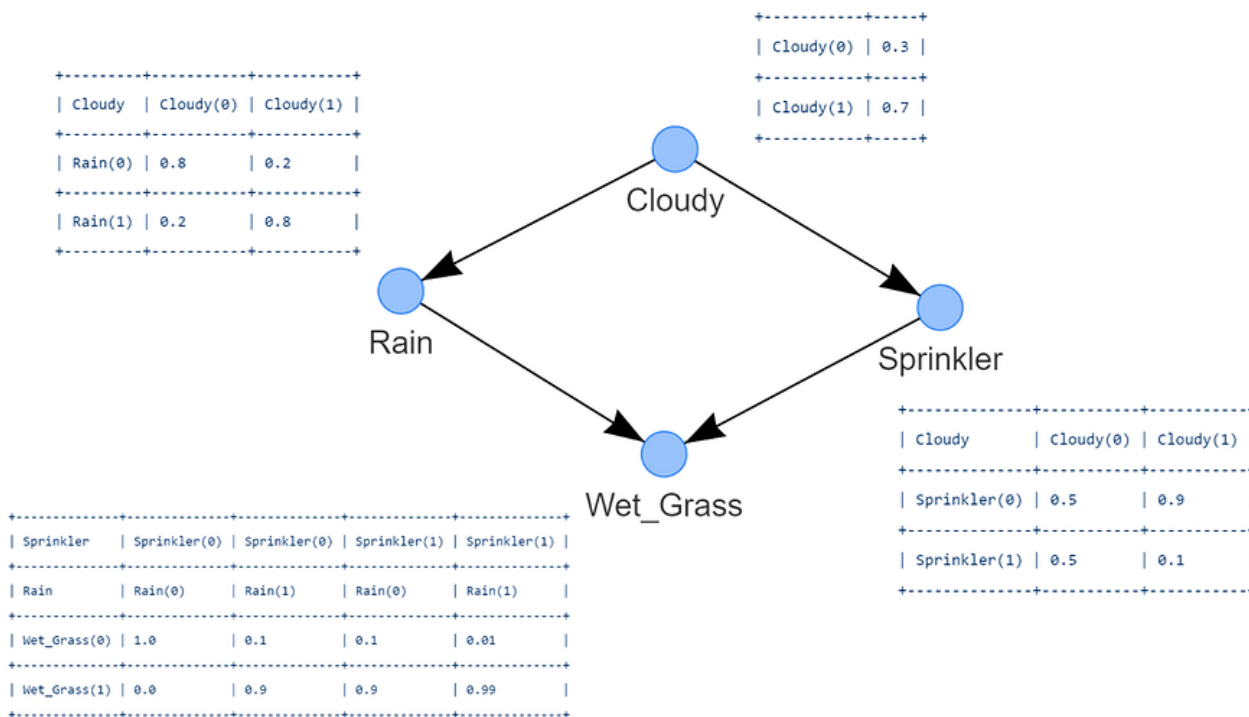 +-----------+-----+
| Cloudy(0) | 0.3 |
+-----------+-----+
| Cloudy(1) | 0.7 |
+-----------+-----+
+---------+-----------+-----------+
| Cloudy  | Cloudy(0) | Cloudy(1) |
+---------+-----------+-----------+
| Rain(0) | 0.8       | 0.2       |
+---------+-----------+-----------+
| Rain(1) | 0.2       | 0.8       |
+---------+-----------+-----------+
Cloudy
Rain
Sprinkler
+--------------+-----------+-----------
| Cloudy       | Cloudy(0) | Cloudy(1)
+--------------+-----------+-----------
| Sprinkler(0) | 0.5       | 0.9
+--------------+-----------+-----------
| Sprinkler(1) | 0.5       | 0.1
+--------------+-----------+-----------
Wet_Grass
+--------------+--------------+--------------+--------------+--------------+
| Sprinkler    | Sprinkler(0) | Sprinkler(0) | Sprinkler(1) | Sprinkler(1) |
+--------------+--------------+--------------+--------------+--------------+
| Rain         | Rain(0)      | Rain(1)      | Rain(0)      | Rain(1)      |
+--------------+--------------+--------------+--------------+--------------+
| Wet_Grass(0) | 1.0          | 0.1          | 0.1          | 0.01         |
+--------------+--------------+--------------+--------------+--------------+
| Wet_Grass(1) | 0.0          | 0.9          | 0.9          | 0.99         |
+--------------+--------------+--------------+--------------+--------------+